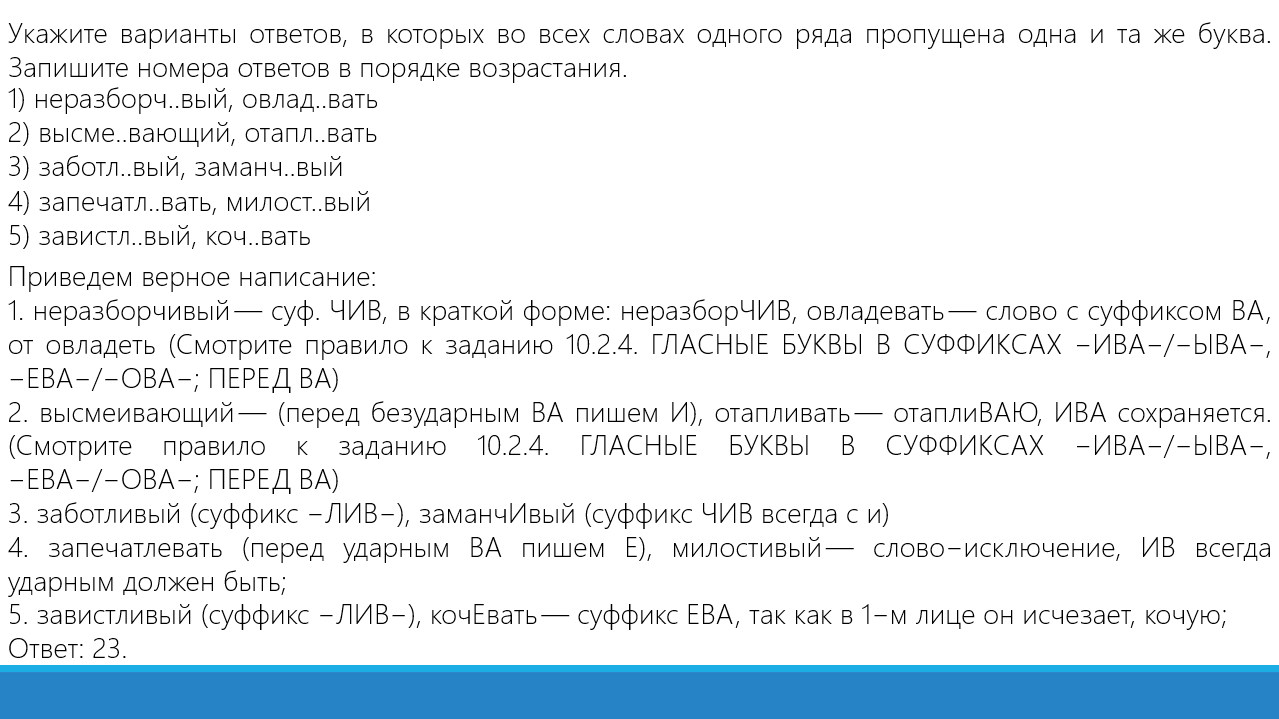 Укажите варианты ответов, в которых во всех словах одного ряда пропущена одна и та же буква.
Запишите номера ответов в порядке возрастания.
1) неразборч..вый, овлад..вать
2) высме..вающий, отапл..вать
3) заботл..вый, заманч..вый
4) запечатл..вать, милост..вый
5) завистл..вый, коч..вать
Приведем верное написание:
1. неразборчивый — суф. ЧИВ, в краткой форме: неразборЧИВ, овладевать — слово с суффиксом ВА,
от овладеть (Смотрите правило к заданию 10.2.4. ГЛАСНЫЕ БУКВЫ В СУФФИКСАХ −ИВА−/−ЫВА−,
−ЕВА−/−ОВА−; ПЕРЕД ВА)
2. высмеивающий — (перед безударным ВА пишем И), отапливать — отаплиВАЮ, ИВА сохраняется.
(Смотрите правило к заданию 10.2.4. ГЛАСНЫЕ БУКВЫ В СУФФИКСАХ −ИВА−/−ЫВА−,
−ЕВА−/−ОВА−; ПЕРЕД ВА)
3. заботливый (суффикс −ЛИВ−), заманчИвый (суффикс ЧИВ всегда с и)
4. запечатлевать (перед ударным ВА пишем Е), милостивый — слово−исключение, ИВ всегда
ударным должен быть;
5. завистливый (суффикс −ЛИВ−), кочЕвать — суффикс ЕВА, так как в 1−м лице он исчезает, кочую;
Ответ: 23.